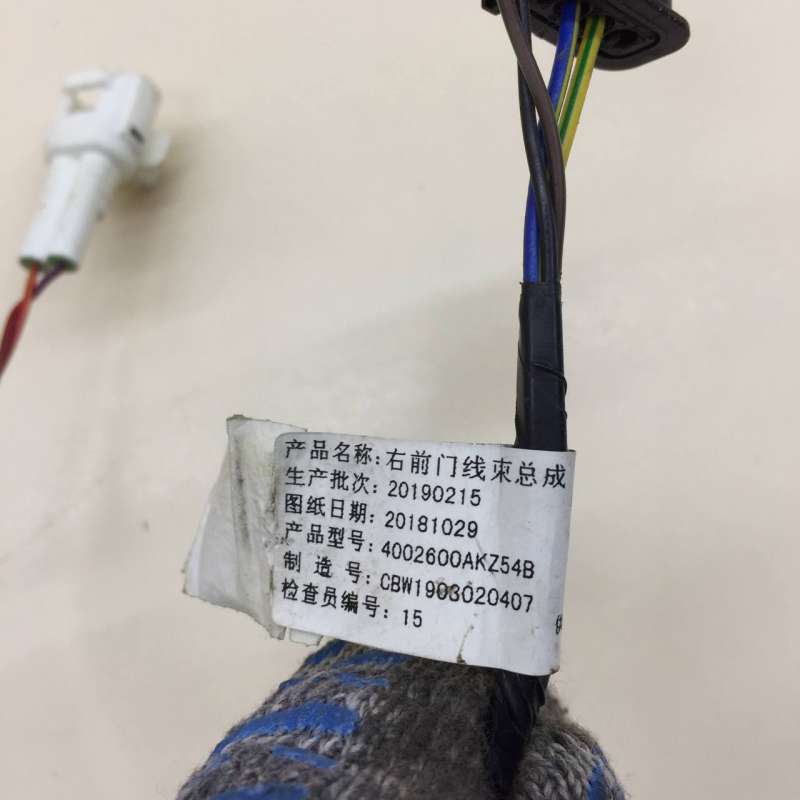 产品名称:右前门线束总成
生产批次:20190215
图纸日期:20181029
产品型号:4002600AKZ54B
制造号:CBW1903020407
检查员编号:15